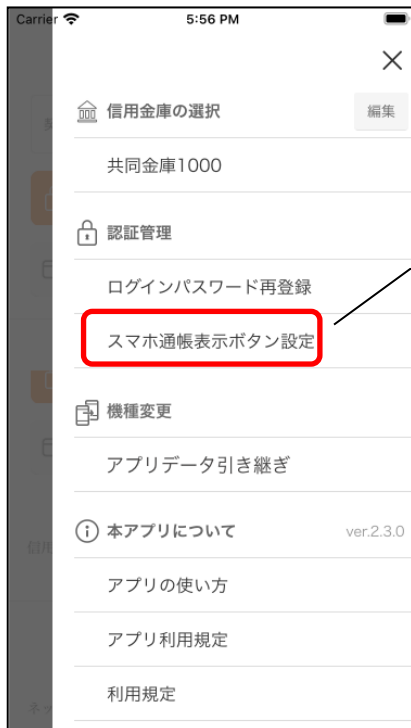 Carrier 5:56 PM
信用金庫の選択 編集
共同金庫1000
認証管理
ログインパスワード再登録
スマホ通帳表示ボタン設定
機種変更
アプリデータ引き継ぎ
本アプリについて ver.2.3.0
アプリの使い方
アプリ利用規定
利用規定